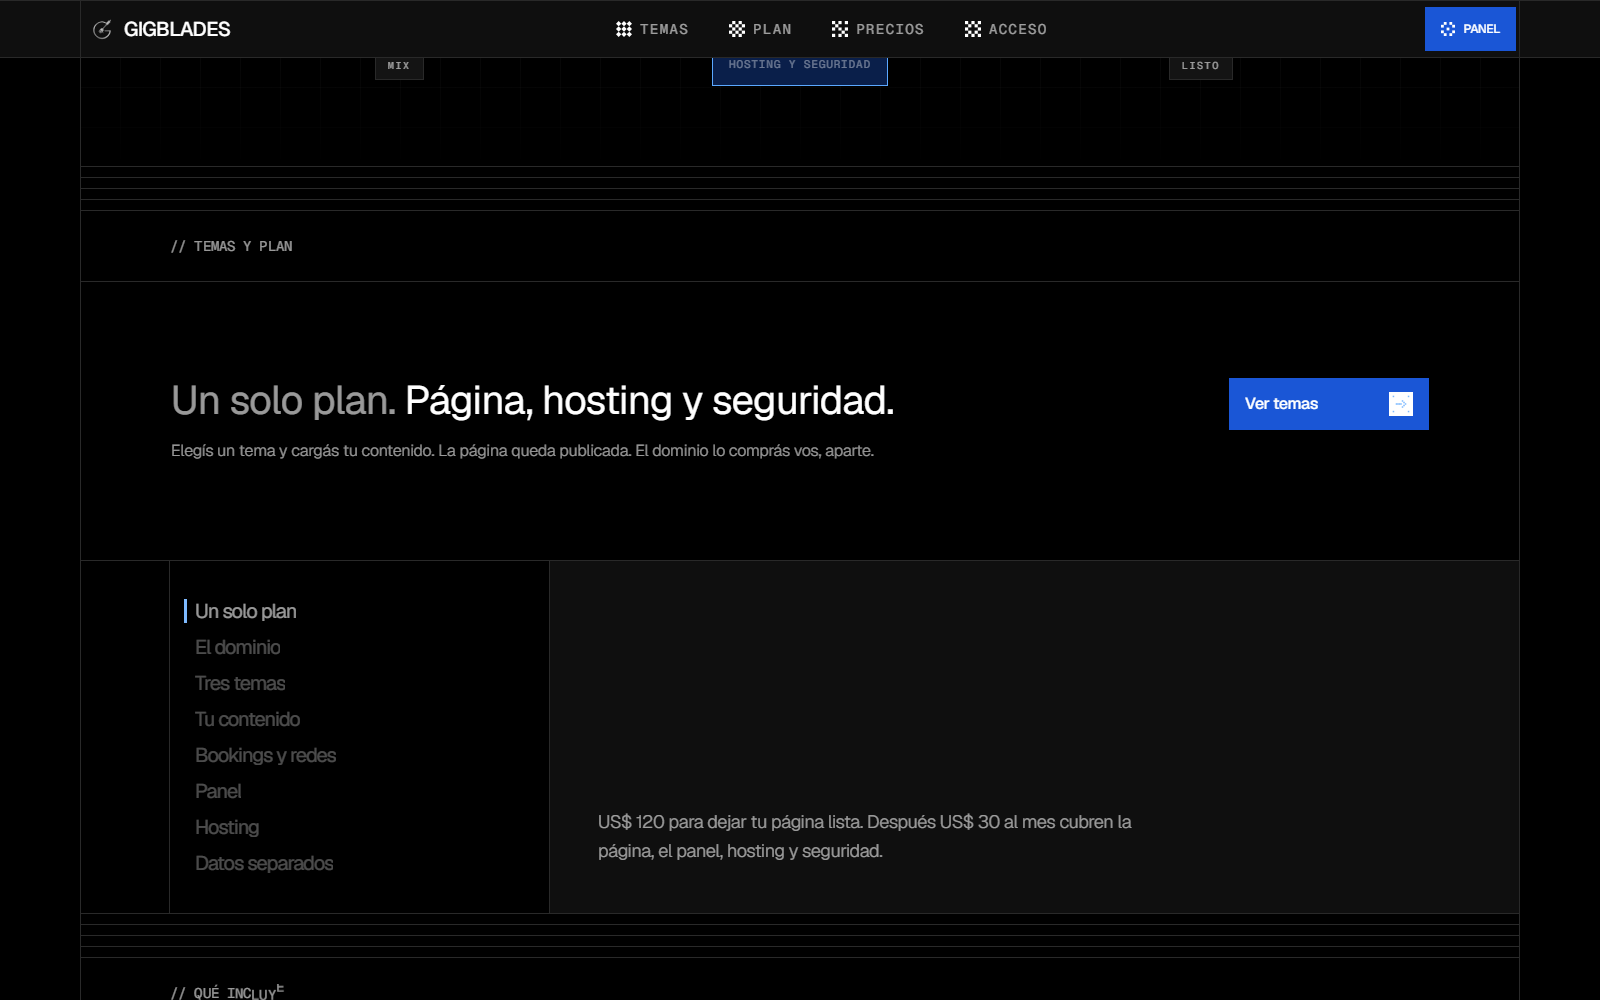 GIGBLADES
TEMAS
PLAN
PRECIOS
ACCESO
PANEL
MIX
HOSTING Y SEGURIDAD
LISTO
// TEMAS Y PLAN
Un solo plan. Página, hosting y seguridad.
Ver temas
Elegís un tema y cargás tu contenido. La página queda publicada. El dominio lo comprás vos, aparte.
Un solo plan
El dominio
Tres temas
Tu contenido
Bookings y redes
Panel
Hosting
Datos separados
US$ 120 para dejar tu página lista. Después US$ 30 al mes cubren la
página, el panel, hosting y seguridad.
// QUÉ INCLUY